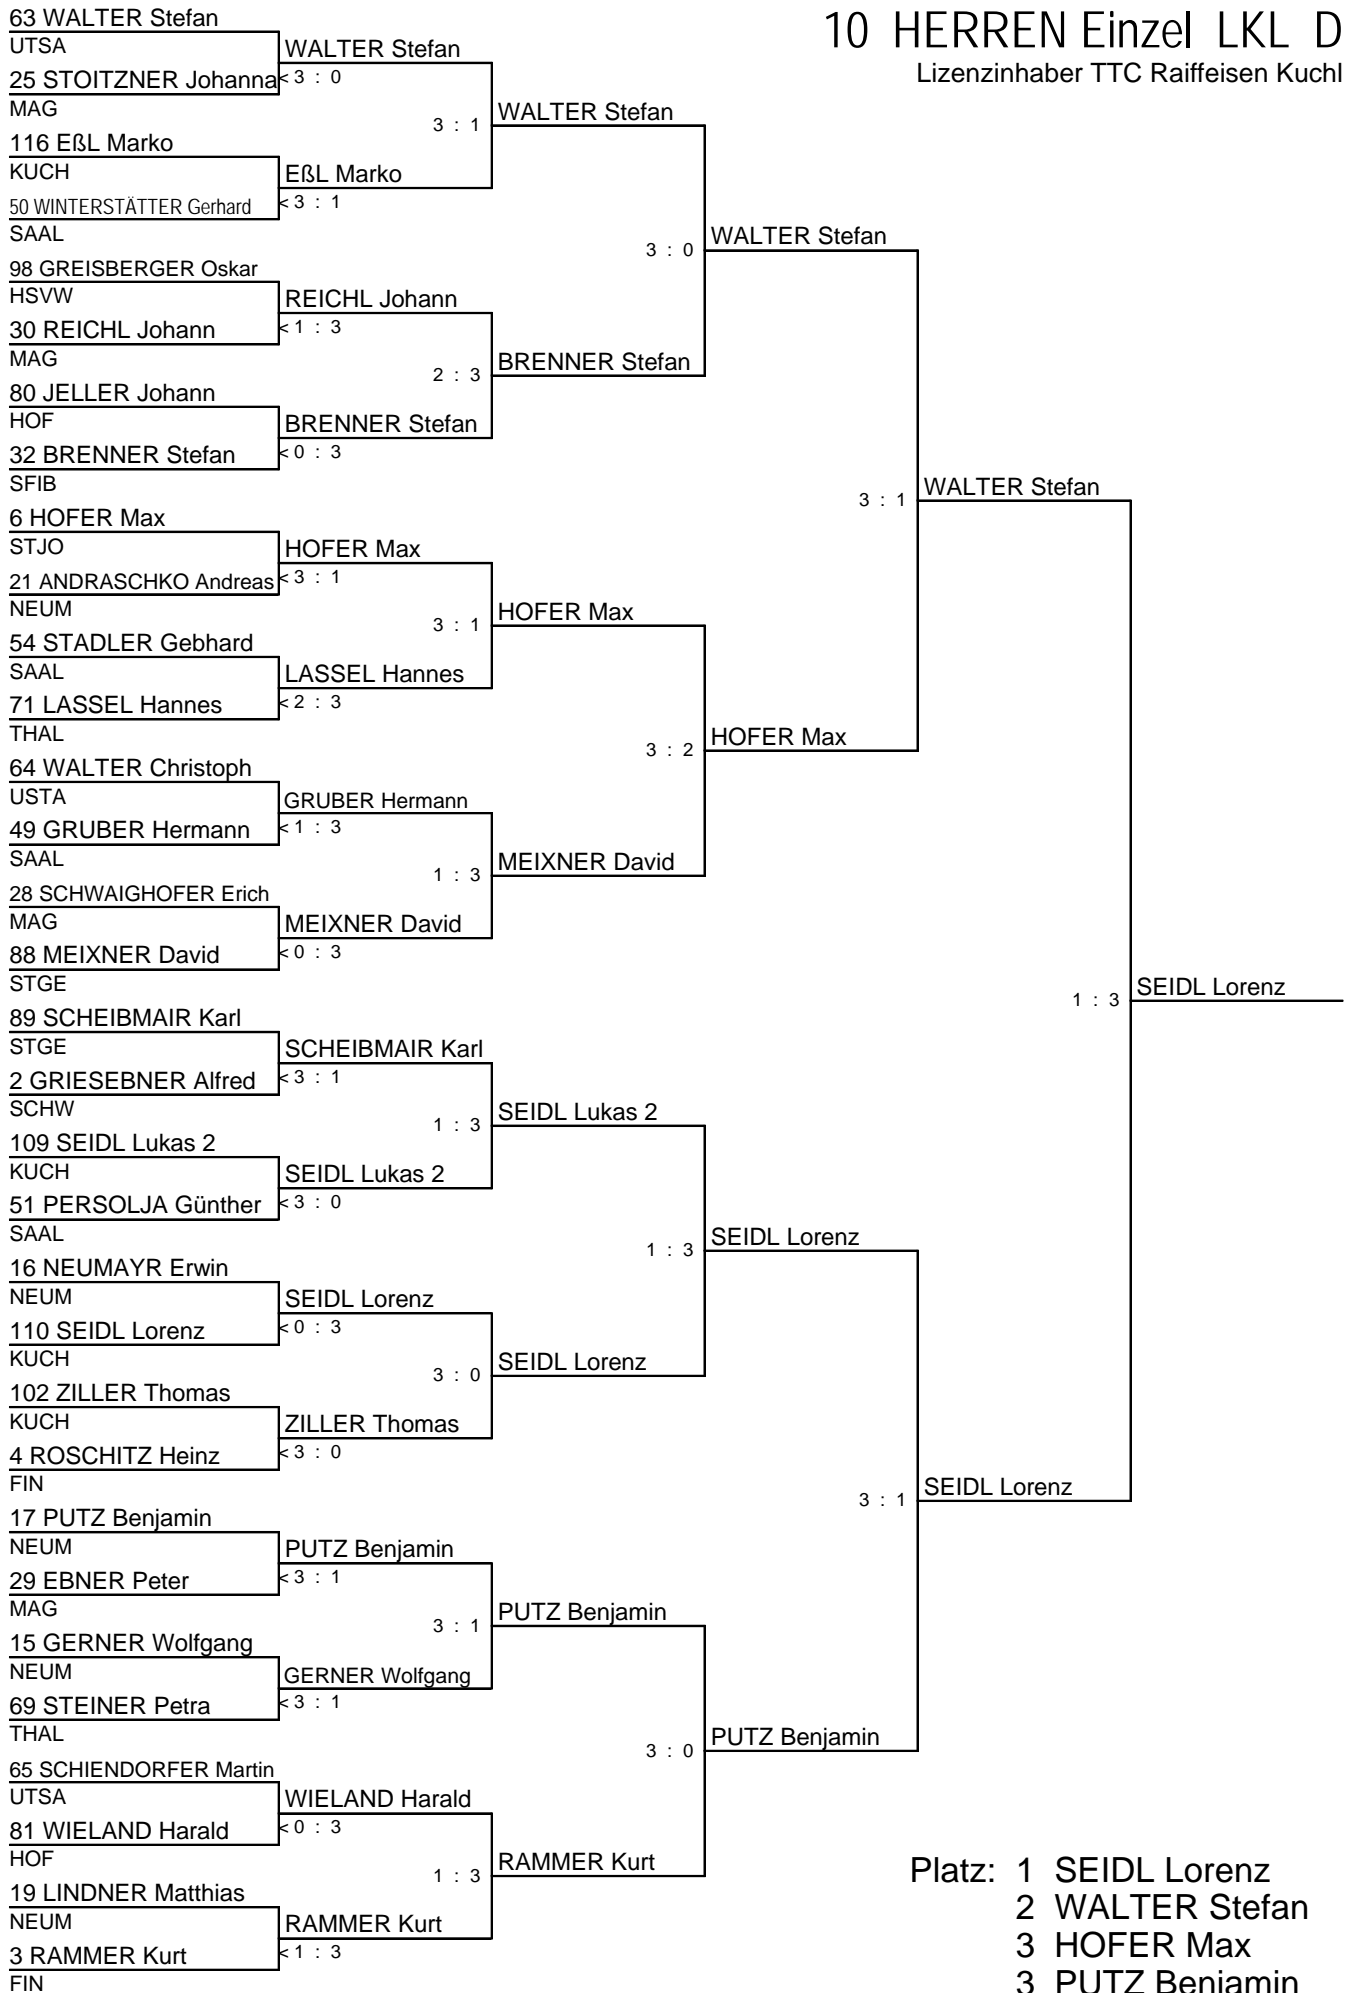 10 HERREN Einzel LKL D
Lizenzinhaber TTC Raiffeisen Kuchl
63 WALTER Stefan
UTSA
25 STOITZNER Johanna
MAG
116 EßL Marko
KUCH
50 WINTERSTÄTTER Gerhard
SAAL
98 GREISBERGER Oskar
HSVW
30 REICHL Johann
MAG
80 JELLER Johann
HOF
32 BRENNER Stefan
SFIB
6 HOFER Max
STJO
21 ANDRASCHKO Andreas
NEUM
54 STADLER Gebhard
SAAL
71 LASSEL Hannes
THAL
64 WALTER Christoph
USTA
49 GRUBER Hermann
SAAL
28 SCHWAIGHOFER Erich
MAG
88 MEIXNER David
STGE
89 SCHEIBMAIR Karl
STGE
2 GRIESEBNER Alfred
SCHW
109 SEIDL Lukas 2
KUCH
51 PERSOLJA Günther
SAAL
16 NEUMAYR Erwin
NEUM
110 SEIDL Lorenz
KUCH
102 ZILLER Thomas
KUCH
4 ROSCHITZ Heinz
FIN
17 PUTZ Benjamin
NEUM
29 EBNER Peter
MAG
15 GERNER Wolfgang
NEUM
69 STEINER Petra
THAL
65 SCHIENDORFER Martin
UTSA
81 WIELAND Harald
HOF
19 LINDNER Matthias
NEUM
3 RAMMER Kurt
FIN
WALTER Stefan
< 3 : 0
EßL Marko
< 3 : 1
REICHL Johann
< 1 : 3
BRENNER Stefan
< 0 : 3
HOFER Max
< 3 : 1
LASSEL Hannes
< 2 : 3
GRUBER Hermann
< 1 : 3
MEIXNER David
< 0 : 3
SCHEIBMAIR Karl
< 3 : 1
SEIDL Lukas 2
< 3 : 0
SEIDL Lorenz
< 0 : 3
ZILLER Thomas
< 3 : 0
PUTZ Benjamin
< 3 : 1
GERNER Wolfgang
< 3 : 1
WIELAND Harald
< 0 : 3
RAMMER Kurt
< 1 : 3
WALTER Stefan
3 : 1
BRENNER Stefan
2 : 3
HOFER Max
3 : 1
MEIXNER David
1 : 3
SEIDL Lukas 2
1 : 3
SEIDL Lorenz
3 : 0
PUTZ Benjamin
3 : 1
RAMMER Kurt
1 : 3
WALTER Stefan
3 : 0
HOFER Max
3 : 2
SEIDL Lorenz
1 : 3
PUTZ Benjamin
3 : 0
WALTER Stefan
3 : 1
SEIDL Lorenz
3 : 1
SEIDL Lorenz
1 : 3
Platz: 1 SEIDL Lorenz
2 WALTER Stefan
3 HOFER Max
3 PUTZ Benjamin